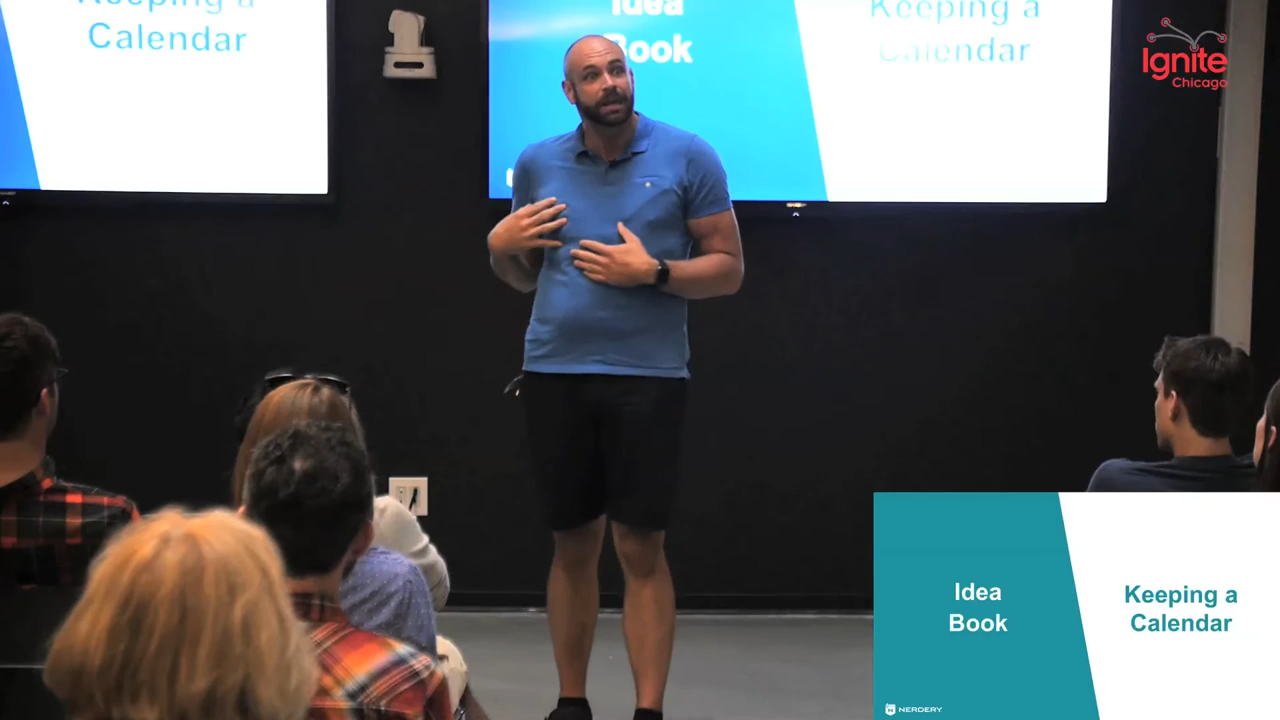 Keeping a
Calendar
Idea
Book
Keeping a
Calendar
Ignite
Chicago
Idea
Book
Keeping a
Calendar
NERDERY